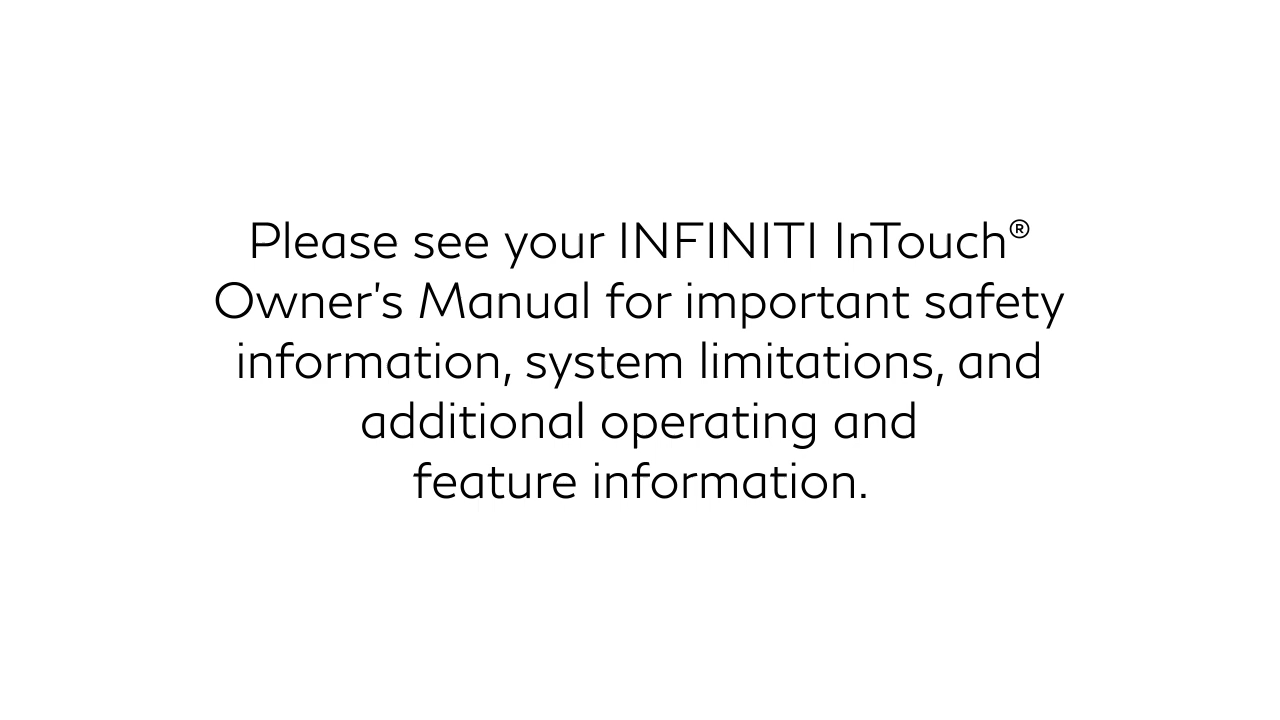 Please see your INFINITI InTouch®
Owner's Manual for important safety
information, system limitations, and
additional operating and
feature information.